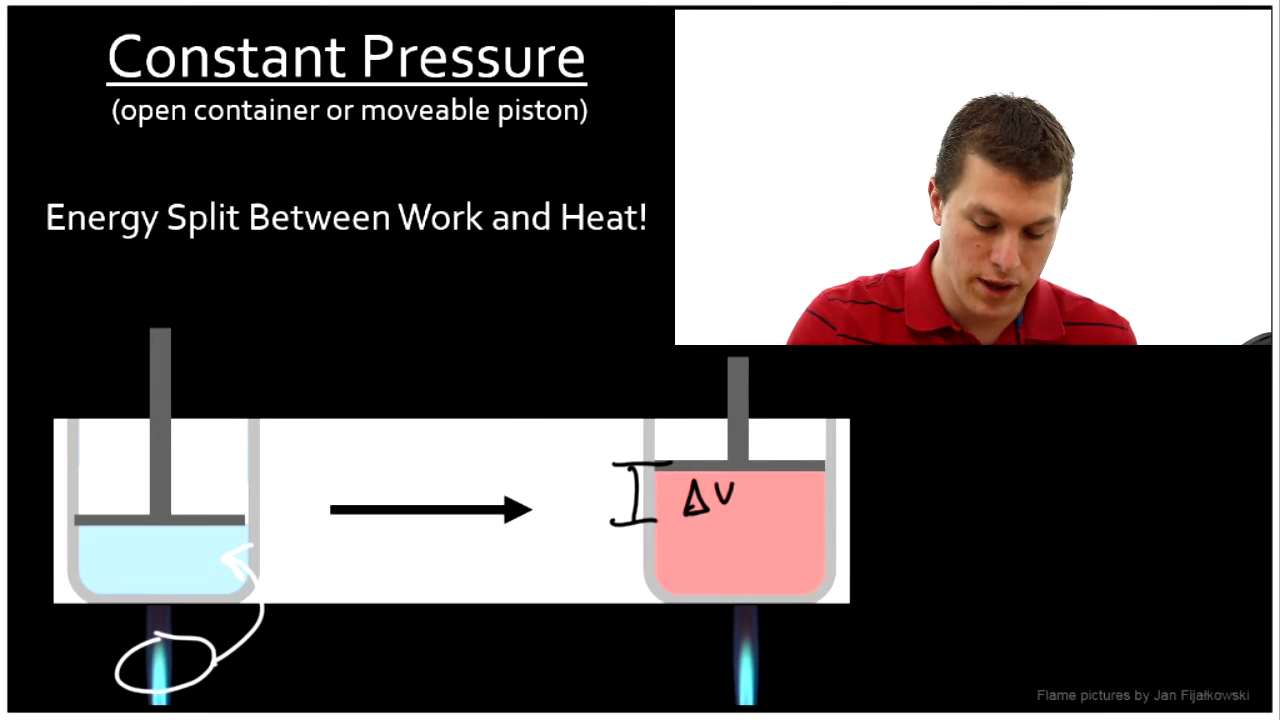 Constant Pressure
(open container or moveable piston)
Energy Split Between Work and Heat!
ΔV
Flame pictures by Jan Fijałkowski